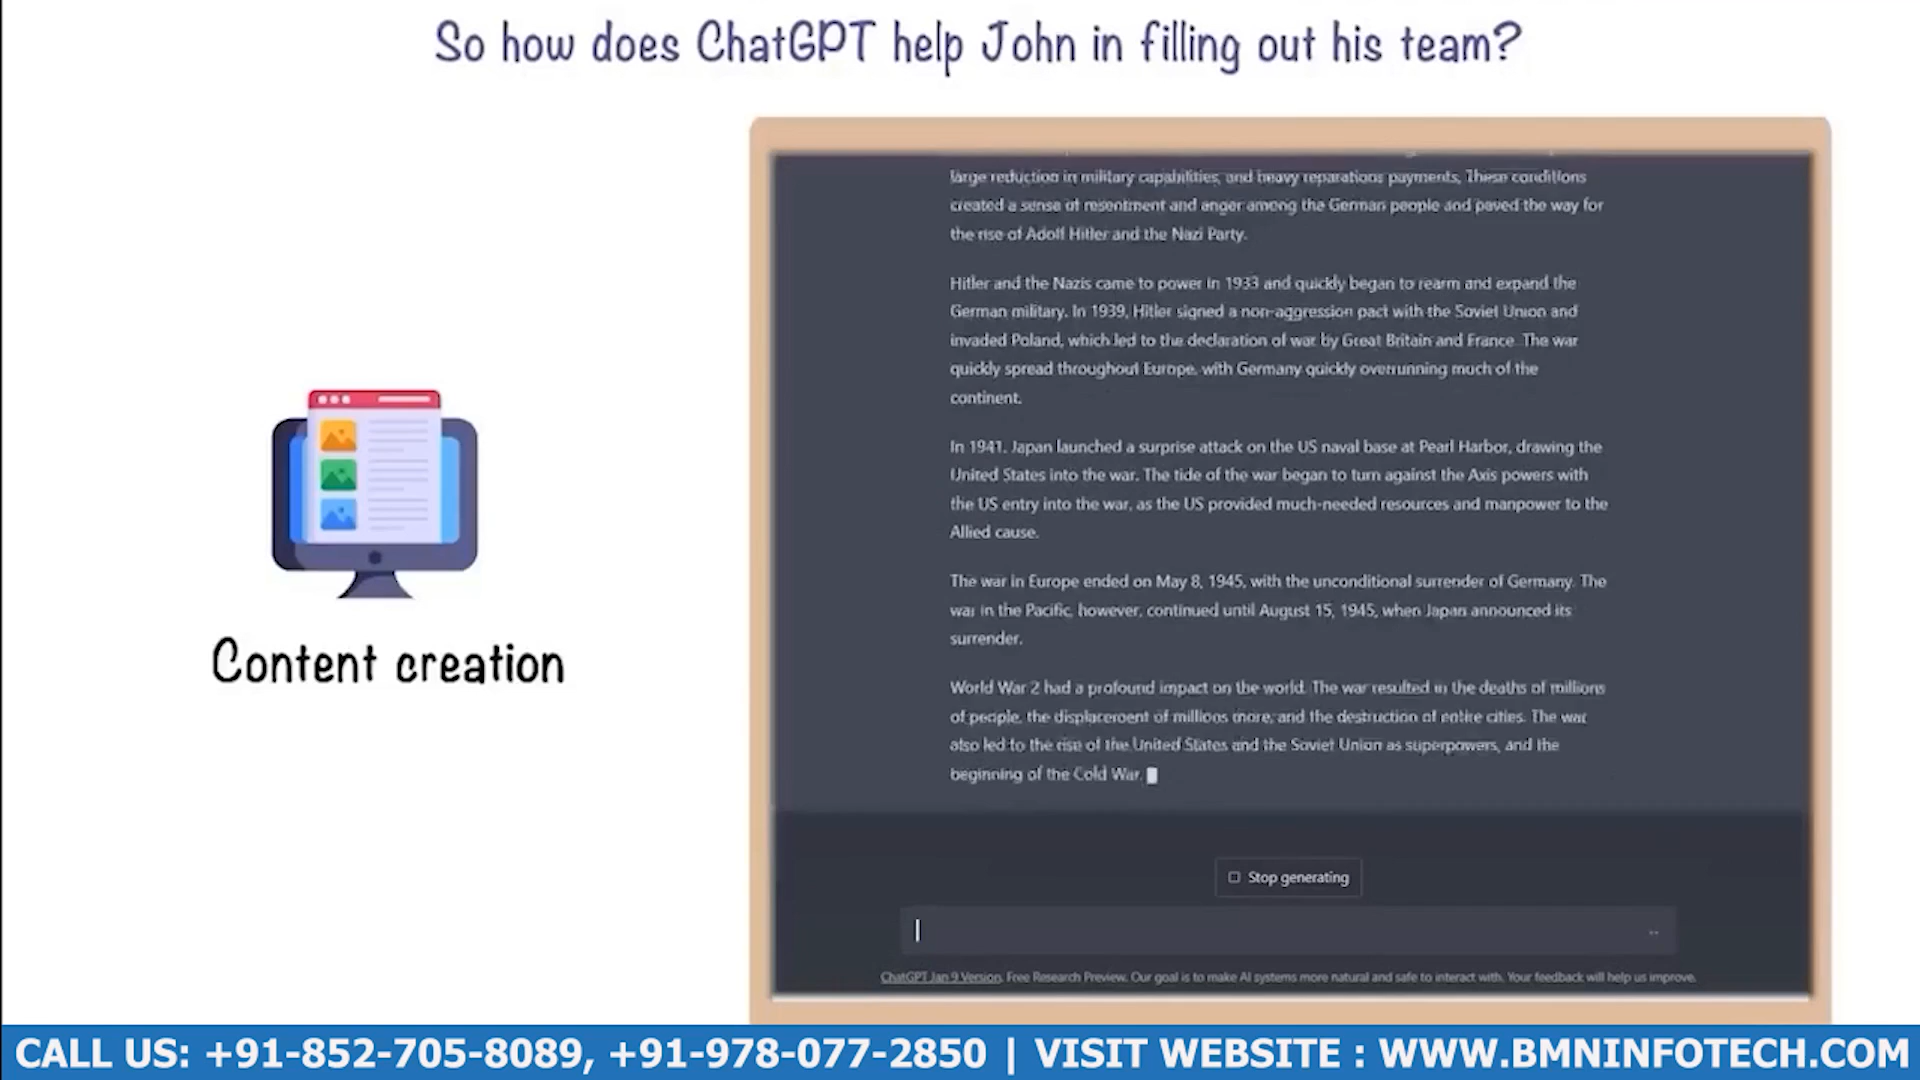 So how does ChatGPT help John in filling out his team?
large reduction in military capabilities, and heavy reparations payments. These conditions
created a sense of resentment and anger among the German people and paved the way for
the rise of Adolf Hitler and the Nazi Party.
Hitler and the Nazis came to power in 1933 and quickly began to rearm and expand the
German military. In 1939, Hitler signed a non-aggression pact with the Soviet Union and
invaded Poland, which led to the declaration of war by Great Britain and France. The war
quickly spread throughout Europe, with Germany quickly overrunning much of the
continent.
In 1941, Japan launched a surprise attack on the US naval base at Pearl Harbor, drawing the
United States into the war. The tide of the war began to turn against the Axis powers with
the US entry into the war, as the US provided much-needed resources and manpower to the
Allied cause.
The war in Europe ended on May 8, 1945, with the unconditional surrender of Germany. The
war in the Pacific, however, continued until August 15, 1945, when Japan announced its
surrender.
World War 2 had a profound impact on the world. The war resulted in the deaths of millions
of people, the displacement of millions more, and the destruction of entire cities. The war
also led to the rise of the United States and the Soviet Union as superpowers, and the
beginning of the Cold War.
Content creation
Stop generating
ChatGPT Jan 9 Version. Free Research Preview. Our goal is to make AI systems more natural and safe to interact with. Your feedback will help us improve.
CALL US: +91-852-705-8089, +91-978-077-2850 | VISIT WEBSITE : WWW.BMNINFOTECH.COM